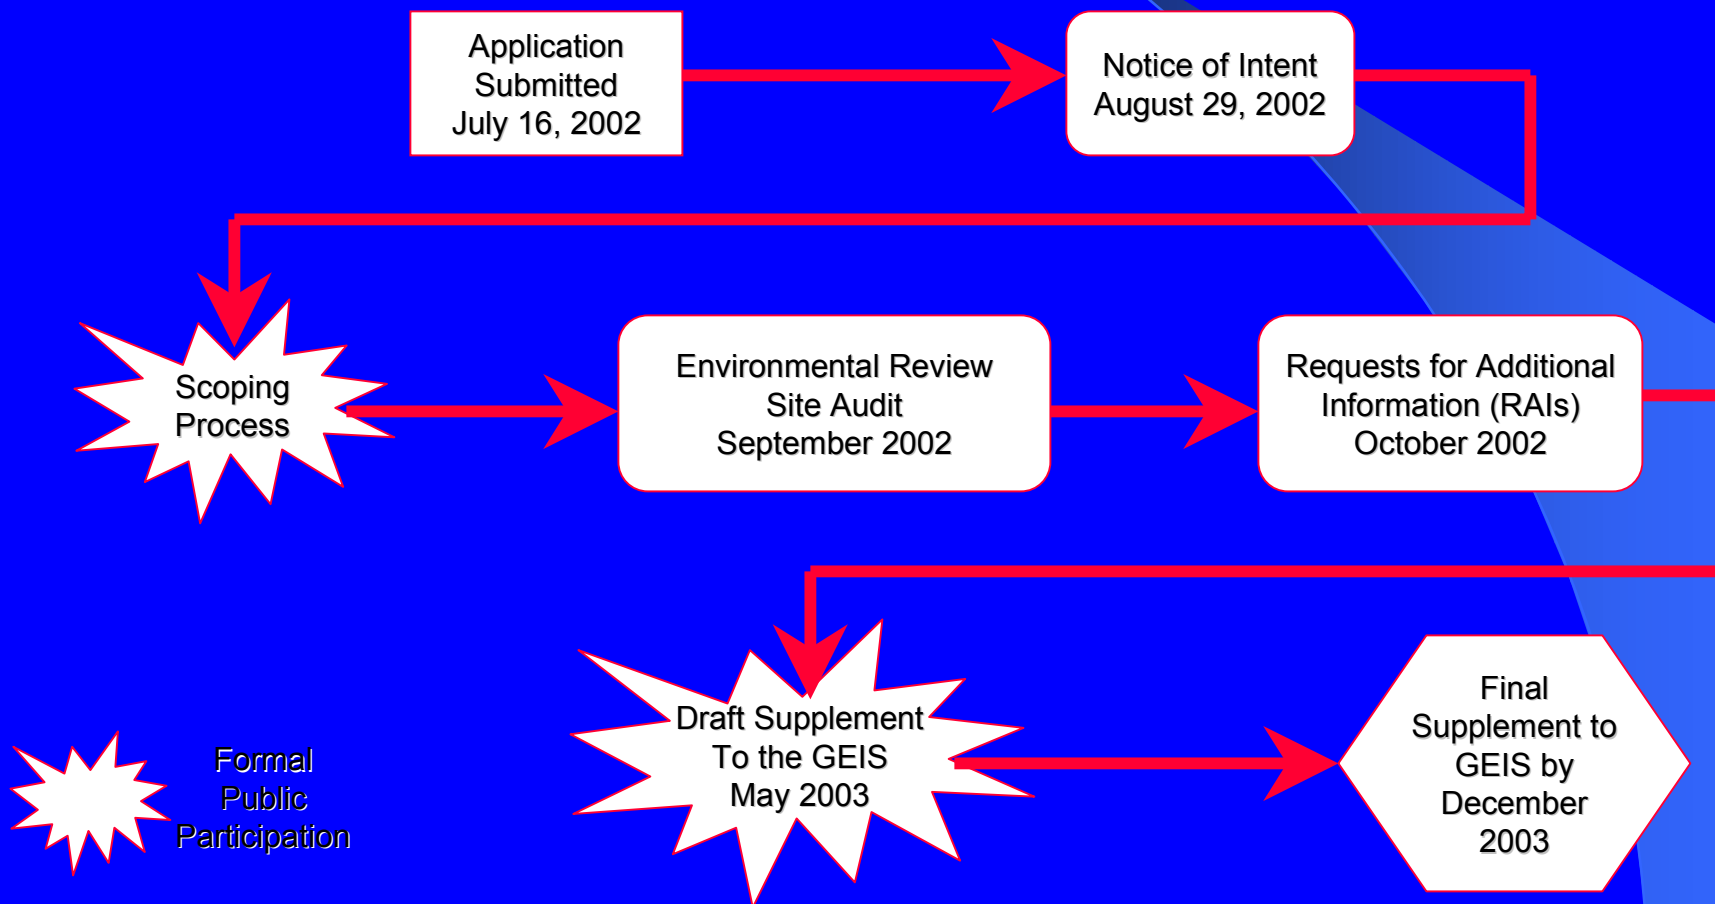 Application
Submitted
July 16, 2002
Notice of Intent
August 29, 2002
Scoping
Process
Environmental Review
Site Audit
September 2002
Requests for Additional
Information (RAIs)
October 2002
Draft Supplement
To the GEIS
May 2003
Final
Supplement to
GEIS by
December
2003
Formal
Public
Participation